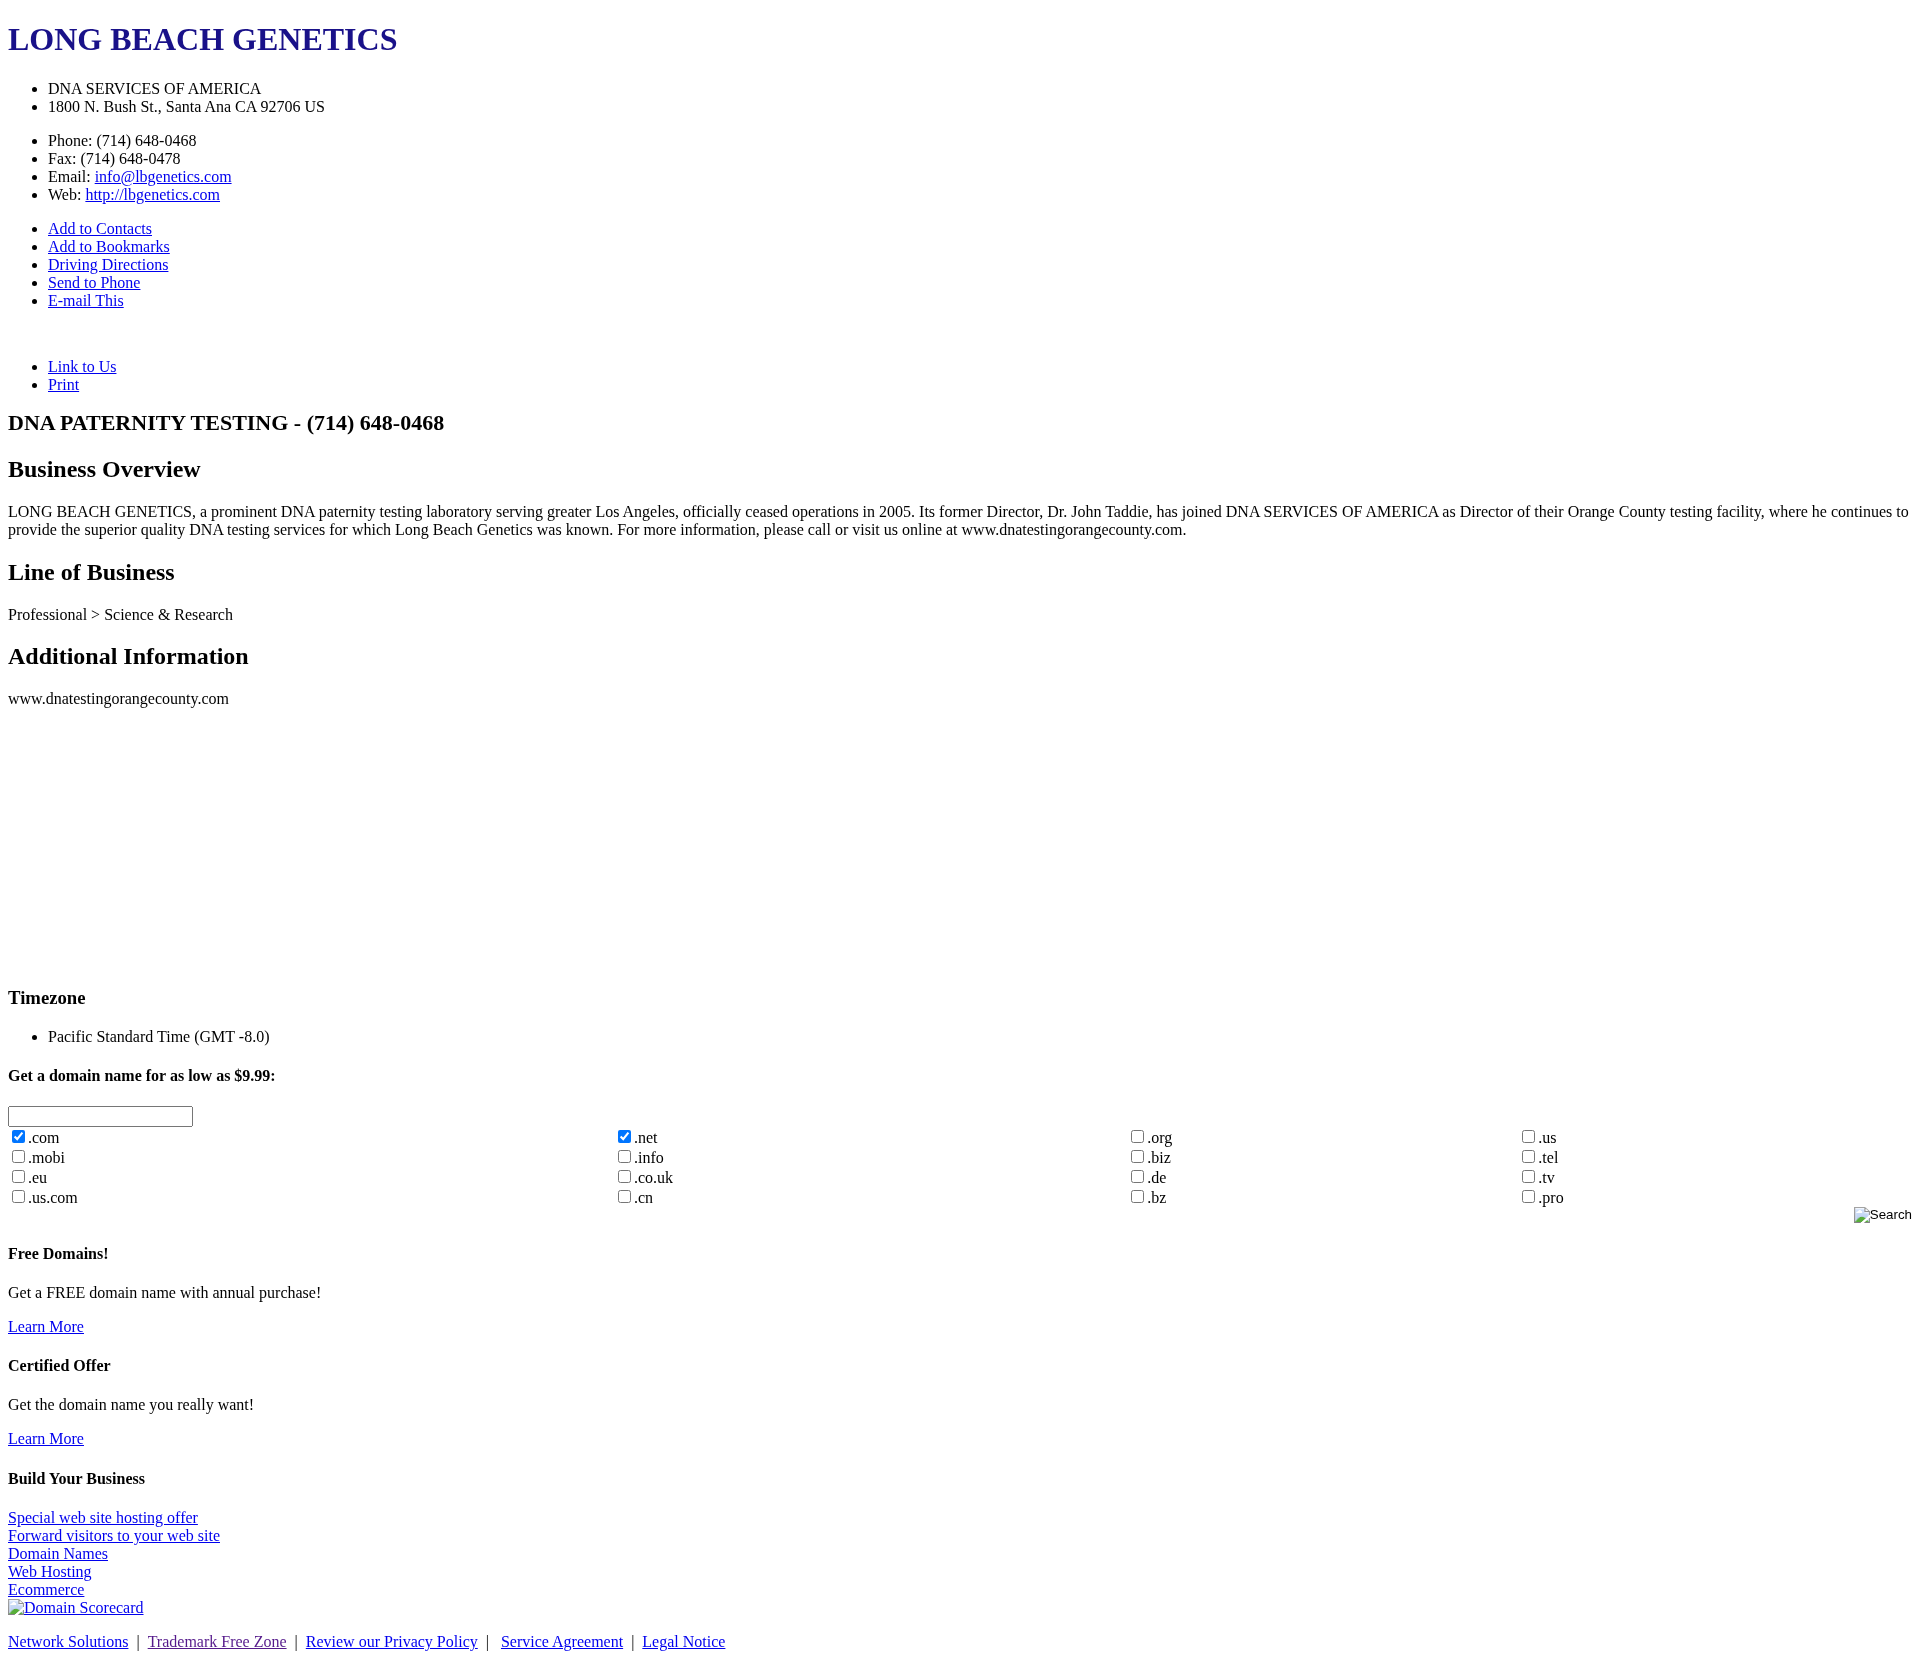 LONG BEACH GENETICS
DNA SERVICES OF AMERICA
1800 N. Bush St., Santa Ana CA 92706 US
Phone: (714) 648-0468
Fax: (714) 648-0478
Email: info@lbgenetics.com
Web: http://lbgenetics.com
Add to Contacts
Add to Bookmarks
Driving Directions
Send to Phone
E-mail This
Link to Us
Print
DNA PATERNITY TESTING - (714) 648-0468
Business Overview
LONG BEACH GENETICS, a prominent DNA paternity testing laboratory serving greater Los Angeles, officially ceased operations in 2005. Its former Director, Dr. John Taddie, has joined DNA SERVICES OF AMERICA as Director of their Orange County testing facility, where he continues to
provide the superior quality DNA testing services for which Long Beach Genetics was known. For more information, please call or visit us online at www.dnatestingorangecounty.com.
Line of Business
Professional > Science & Research
Additional Information
www.dnatestingorangecounty.com
Timezone
Pacific Standard Time (GMT -8.0)
Get a domain name for as low as $9.99:
.com .net .org .us
.mobi .info .biz .tel
.eu .co.uk .de .tv
.us.com .cn .bz .pro
Search
Free Domains!
Get a FREE domain name with annual purchase!
Learn More
Certified Offer
Get the domain name you really want!
Learn More
Build Your Business
Special web site hosting offer
Forward visitors to your web site
Domain Names
Web Hosting
Ecommerce
Domain Scorecard
Network Solutions | Trademark Free Zone | Review our Privacy Policy | Service Agreement | Legal Notice